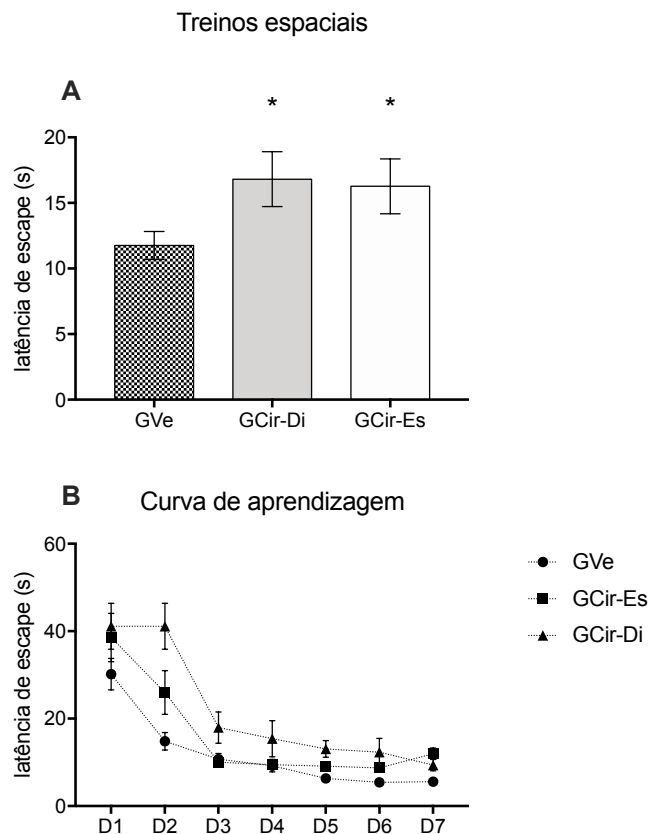 Treinos espaciais
A
* *
latência de escape (s)
20
15
10
5
0
GVe GCir-Di GCir-Es
B Curva de aprendizagem
latência de escape (s)
60
40
20
0
D1 D2 D3 D4 D5 D6 D7
GVe
GCir-Es
GCir-Di